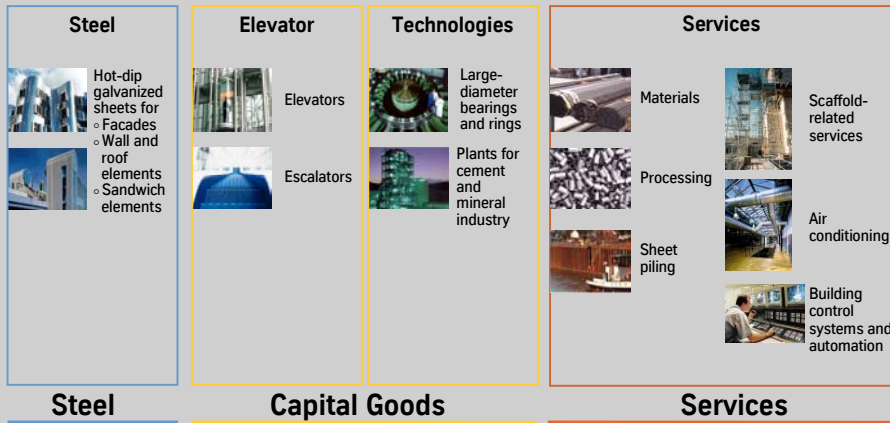 Steel
Hot-dip
galvanized
sheets for
○ Facades
○ Wall and
roof
elements
○ Sandwich
elements
Elevator
Elevators
Escalators
Technologies
Large-
diameter
bearings
and rings
Plants for
cement
and
mineral
industry
Services
Materials
Processing
Sheet
piling
Scaffold-
related
services
Air
conditioning
Building
control
systems and
automation
Steel
Capital Goods
Services